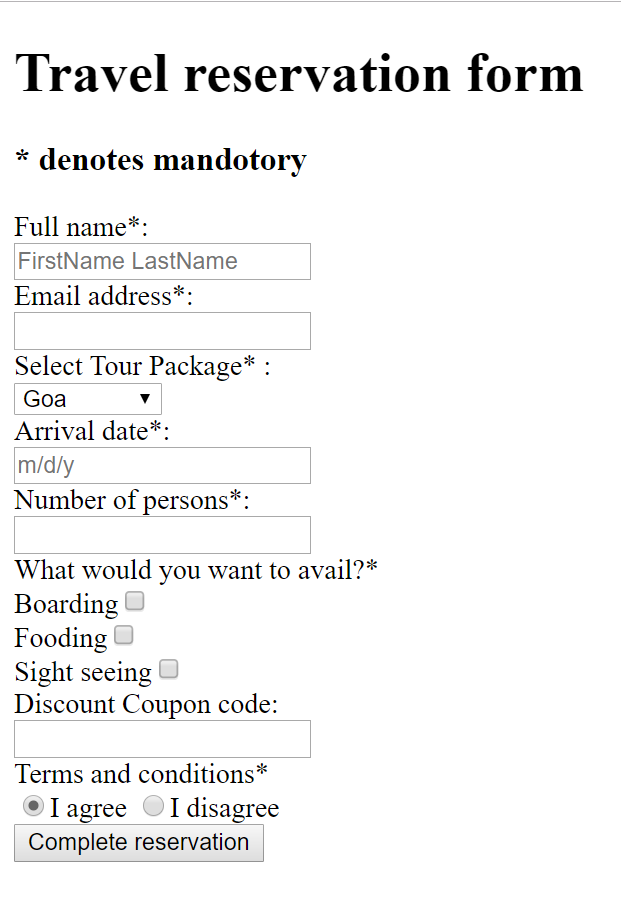 Travel reservation form
* denotes mandotory
Full name*:
FirstName LastName
Email address*:
Select Tour Package* :
Goa
Arrival date*:
m/d/y
Number of persons*:
What would you want to avail?*
Boarding
Fooding
Sight seeing
Discount Coupon code:
Terms and conditions*
I agree I disagree
Complete reservation